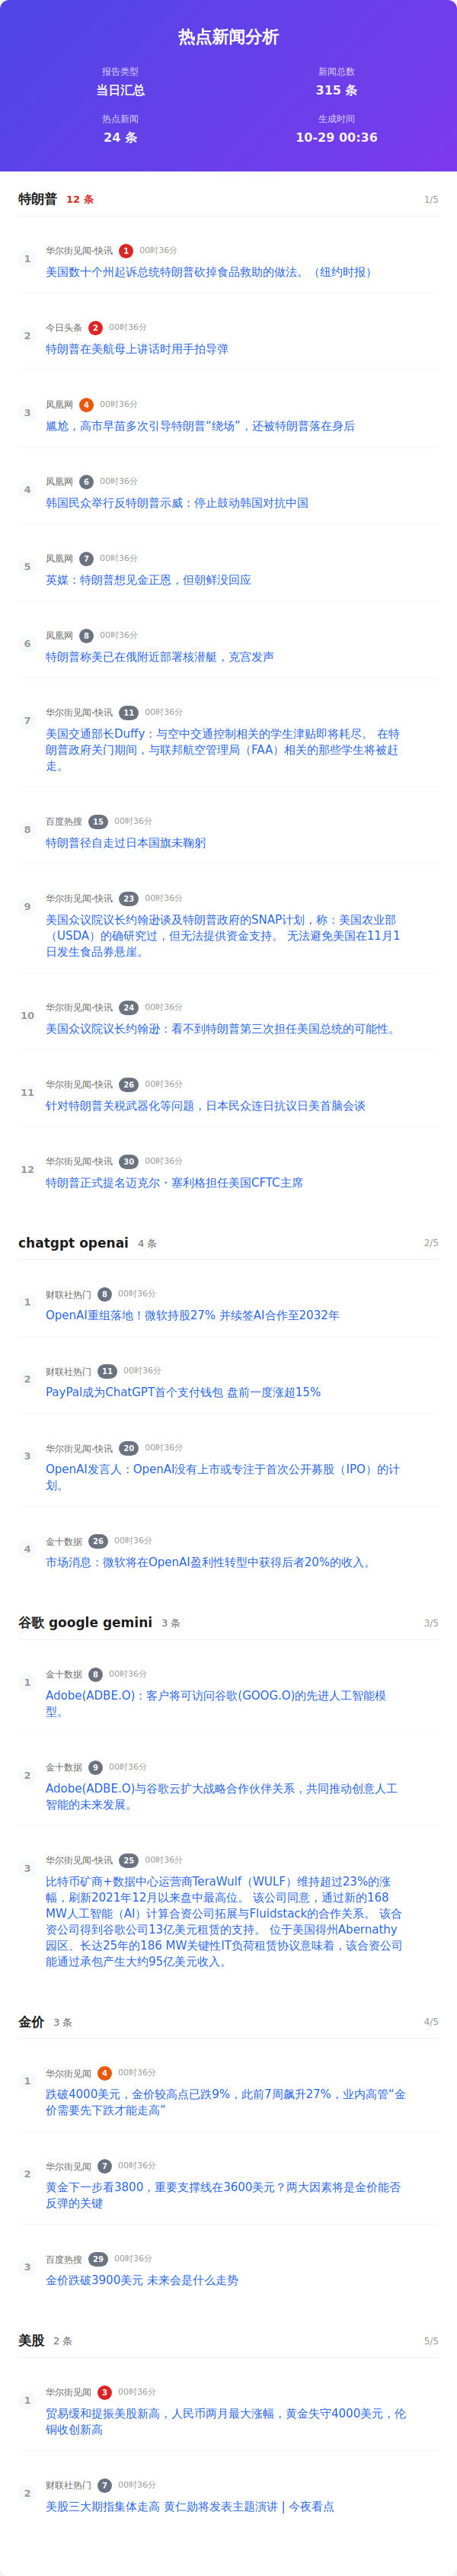 热点新闻分析
报告类型
新闻总数
当日汇总
315 条
热点新闻
生成时间
24 条
10-29 00:36
特朗普 12 条 1/5
1 华尔街见闻-快讯 1 00时36分
美国数十个州起诉总统特朗普砍掉食品救助的做法。（纽约时报）
2 今日头条 2 00时36分
特朗普在美航母上讲话时用手拍导弹
3 凤凰网 4 00时36分
尴尬，高市早苗多次引导特朗普“绕场”，还被特朗普落在身后
4 凤凰网 6 00时36分
韩国民众举行反特朗普示威：停止鼓动韩国对抗中国
5 凤凰网 7 00时36分
英媒：特朗普想见金正恩，但朝鲜没回应
6 凤凰网 8 00时36分
特朗普称美已在俄附近部署核潜艇，克宫发声
7 华尔街见闻-快讯 11 00时36分
美国交通部长Duffy：与空中交通控制相关的学生津贴即将耗尽。 在特
朗普政府关门期间，与联邦航空管理局（FAA）相关的那些学生将被赶
走。
8 百度热搜 15 00时36分
特朗普径自走过日本国旗未鞠躬
9 华尔街见闻-快讯 23 00时36分
美国众议院议长约翰逊谈及特朗普政府的SNAP计划，称：美国农业部
（USDA）的确研究过，但无法提供资金支持。 无法避免美国在11月1
日发生食品券悬崖。
10 华尔街见闻-快讯 24 00时36分
美国众议院议长约翰逊：看不到特朗普第三次担任美国总统的可能性。
11 华尔街见闻-快讯 26 00时36分
针对特朗普关税武器化等问题，日本民众连日抗议日美首脑会谈
12 华尔街见闻-快讯 30 00时36分
特朗普正式提名迈克尔・塞利格担任美国CFTC主席
chatgpt openai 4 条 2/5
1 财联社热门 8 00时36分
OpenAI重组落地！微软持股27% 并续签AI合作至2032年
2 财联社热门 11 00时36分
PayPal成为ChatGPT首个支付钱包 盘前一度涨超15%
3 华尔街见闻-快讯 20 00时36分
OpenAI发言人：OpenAI没有上市或专注于首次公开募股（IPO）的计
划。
4 金十数据 26 00时36分
市场消息：微软将在OpenAI盈利性转型中获得后者20%的收入。
谷歌 google gemini 3 条 3/5
1 金十数据 8 00时36分
Adobe(ADBE.O)：客户将可访问谷歌(GOOG.O)的先进人工智能模
型。
2 金十数据 9 00时36分
Adobe(ADBE.O)与谷歌云扩大战略合作伙伴关系，共同推动创意人工
智能的未来发展。
3 华尔街见闻-快讯 25 00时36分
比特币矿商+数据中心运营商TeraWulf（WULF）维持超过23%的涨
幅，刷新2021年12月以来盘中最高位。 该公司同意，通过新的168
MW人工智能（AI）计算合资公司拓展与Fluidstack的合作关系。 该合
资公司得到谷歌公司13亿美元租赁的支持。 位于美国得州Abernathy
园区、长达25年的186 MW关键性IT负荷租赁协议意味着，该合资公司
能通过承包产生大约95亿美元收入。
金价 3 条 4/5
1 华尔街见闻 4 00时36分
跌破4000美元，金价较高点已跌9%，此前7周飙升27%，业内高管“金
价需要先下跌才能走高”
2 华尔街见闻 7 00时36分
黄金下一步看3800，重要支撑线在3600美元？两大因素将是金价能否
反弹的关键
3 百度热搜 29 00时36分
金价跌破3900美元 未来会是什么走势
美股 2 条 5/5
1 华尔街见闻 3 00时36分
贸易缓和提振美股新高，人民币两月最大涨幅，黄金失守4000美元，伦
铜收创新高
2 财联社热门 7 00时36分
美股三大期指集体走高 黄仁勋将发表主题演讲 | 今夜看点